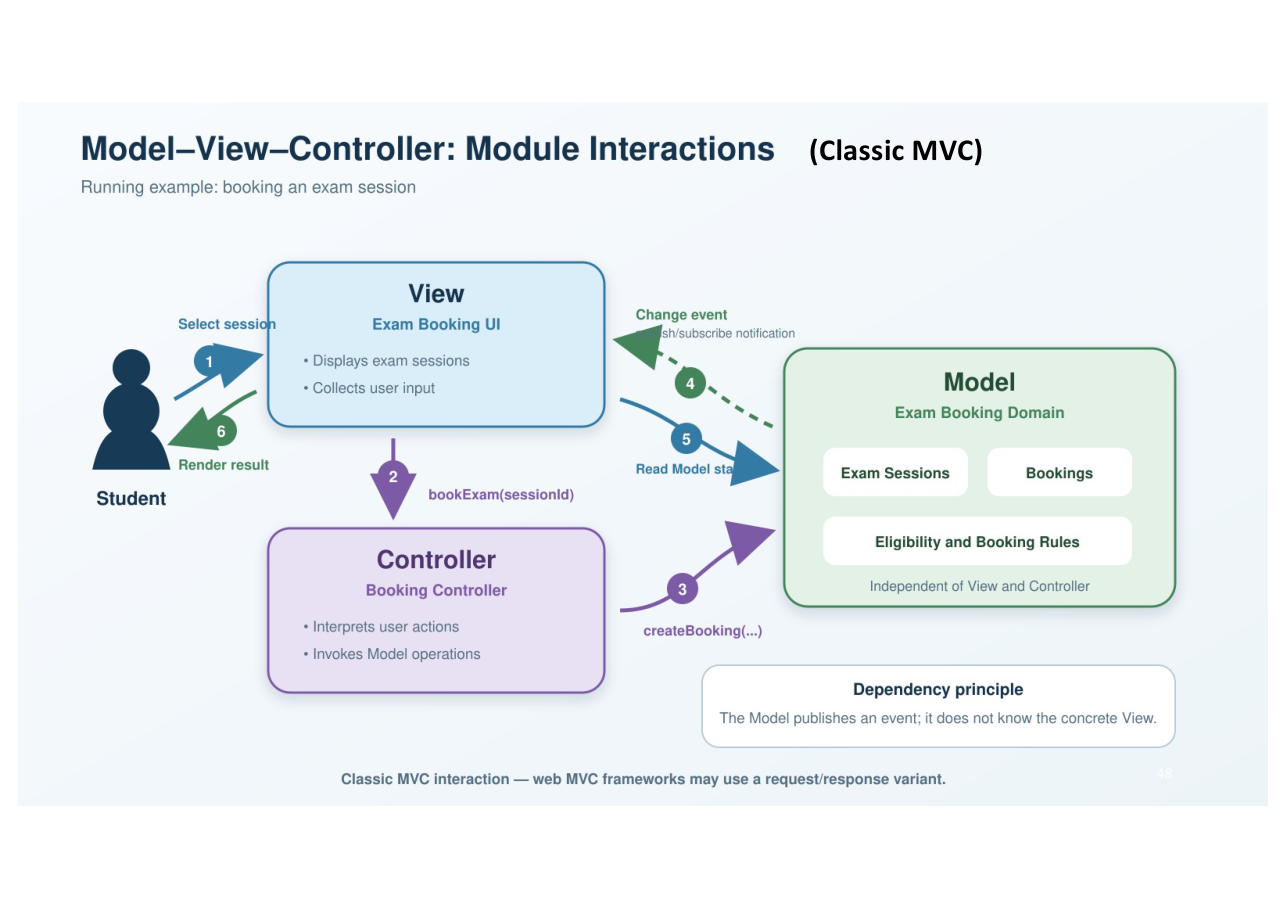 Model–View–Controller: Module Interactions (Classic MVC)
Running example: booking an exam session
View
Exam Booking UI
• Displays exam sessions
• Collects user input
Select session
1
6
Render result
Student
2
bookExam(sessionId)
Controller
Booking Controller
• Interprets user actions
• Invokes Model operations
Change event
sh/subscribe notification
4
5
Read Model sta
3
createBooking(...)
Model
Exam Booking Domain
Exam Sessions
Bookings
Eligibility and Booking Rules
Independent of View and Controller
Dependency principle
The Model publishes an event; it does not know the concrete View.
Classic MVC interaction — web MVC frameworks may use a request/response variant.
48